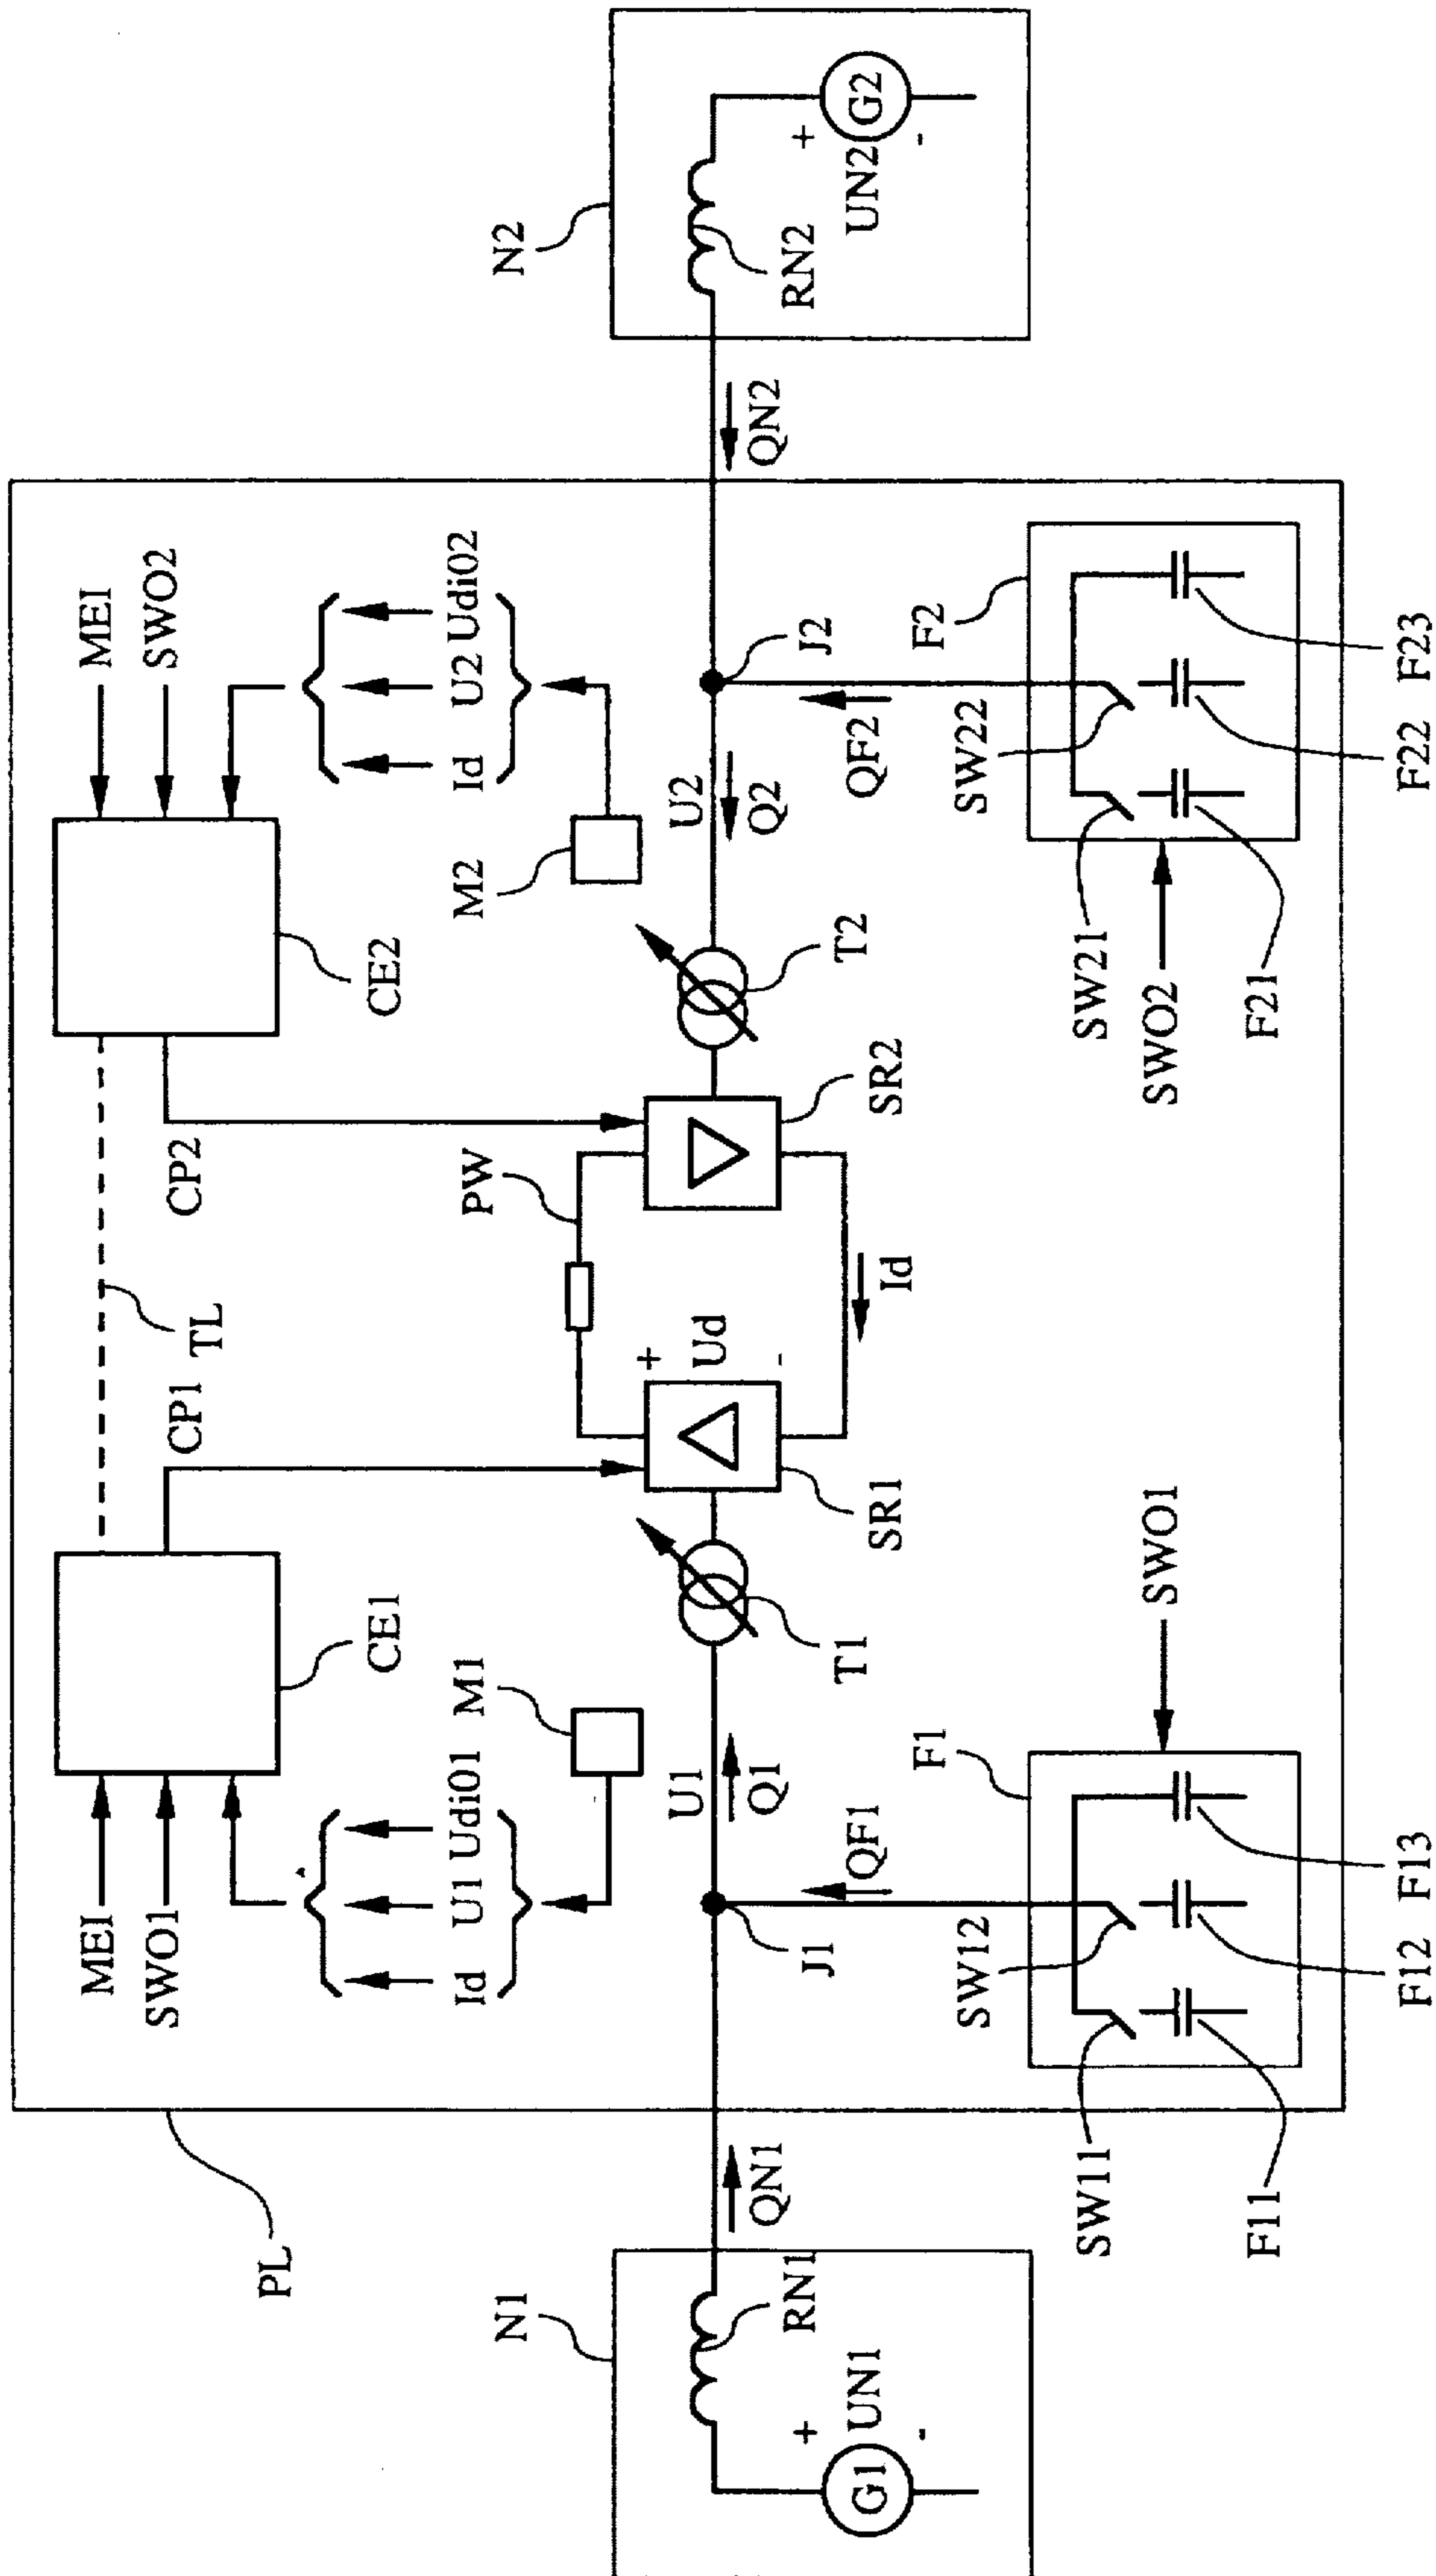 PL
MEI
SWO1
CE1
CP1
TL
CP2
CE2
MEI
SWO2
Id U1 Udi01
M1
PW
M2
Id U2 Udi02
N1
RN1
G1
+
UN1
-
QN1
J1
U1
Q1
T1
SR1
+
Ud
-
Id
SR2
T2
U2
Q2
J2
QN2
N2
RN2
+
UN2
-
G2
QF1
F1
SW12
SW11
SWO1
F11
F12
F13
QF2
F2
SW22
SW21
SWO2
F21
F22
F23